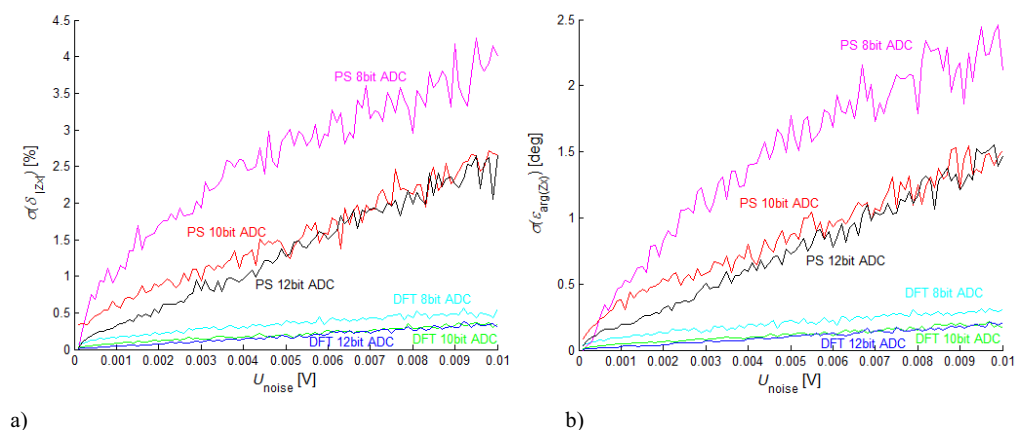 4.5
4
3.5
3
2.5
2
1.5
1
0.5
0
σ(δ|Zx|) [%]
PS 8bit ADC
PS 10bit ADC
PS 12bit ADC
DFT 8bit ADC
DFT 12bit ADC
DFT 10bit ADC
0.001 0.002 0.003 0.004 0.005 0.006 0.007 0.008 0.009 0.01
Unoise [V]
a)
2.5
2
1.5
1
0.5
0
σ(εarg(Zx)) [deg]
PS 8bit ADC
PS 10bit ADC
PS 12bit ADC
DFT 8bit ADC
DFT 12bit ADC
DFT 10bit ADC
0.001 0.002 0.003 0.004 0.005 0.006 0.007 0.008 0.009 0.01
Unoise [V]
b)